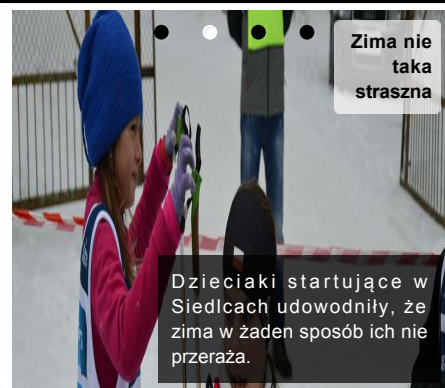 Zima nie
taka
straszna
Dzieciaki startujące w
Siedlcach udowodniły, że
zima w żaden sposób ich nie
przeraża.